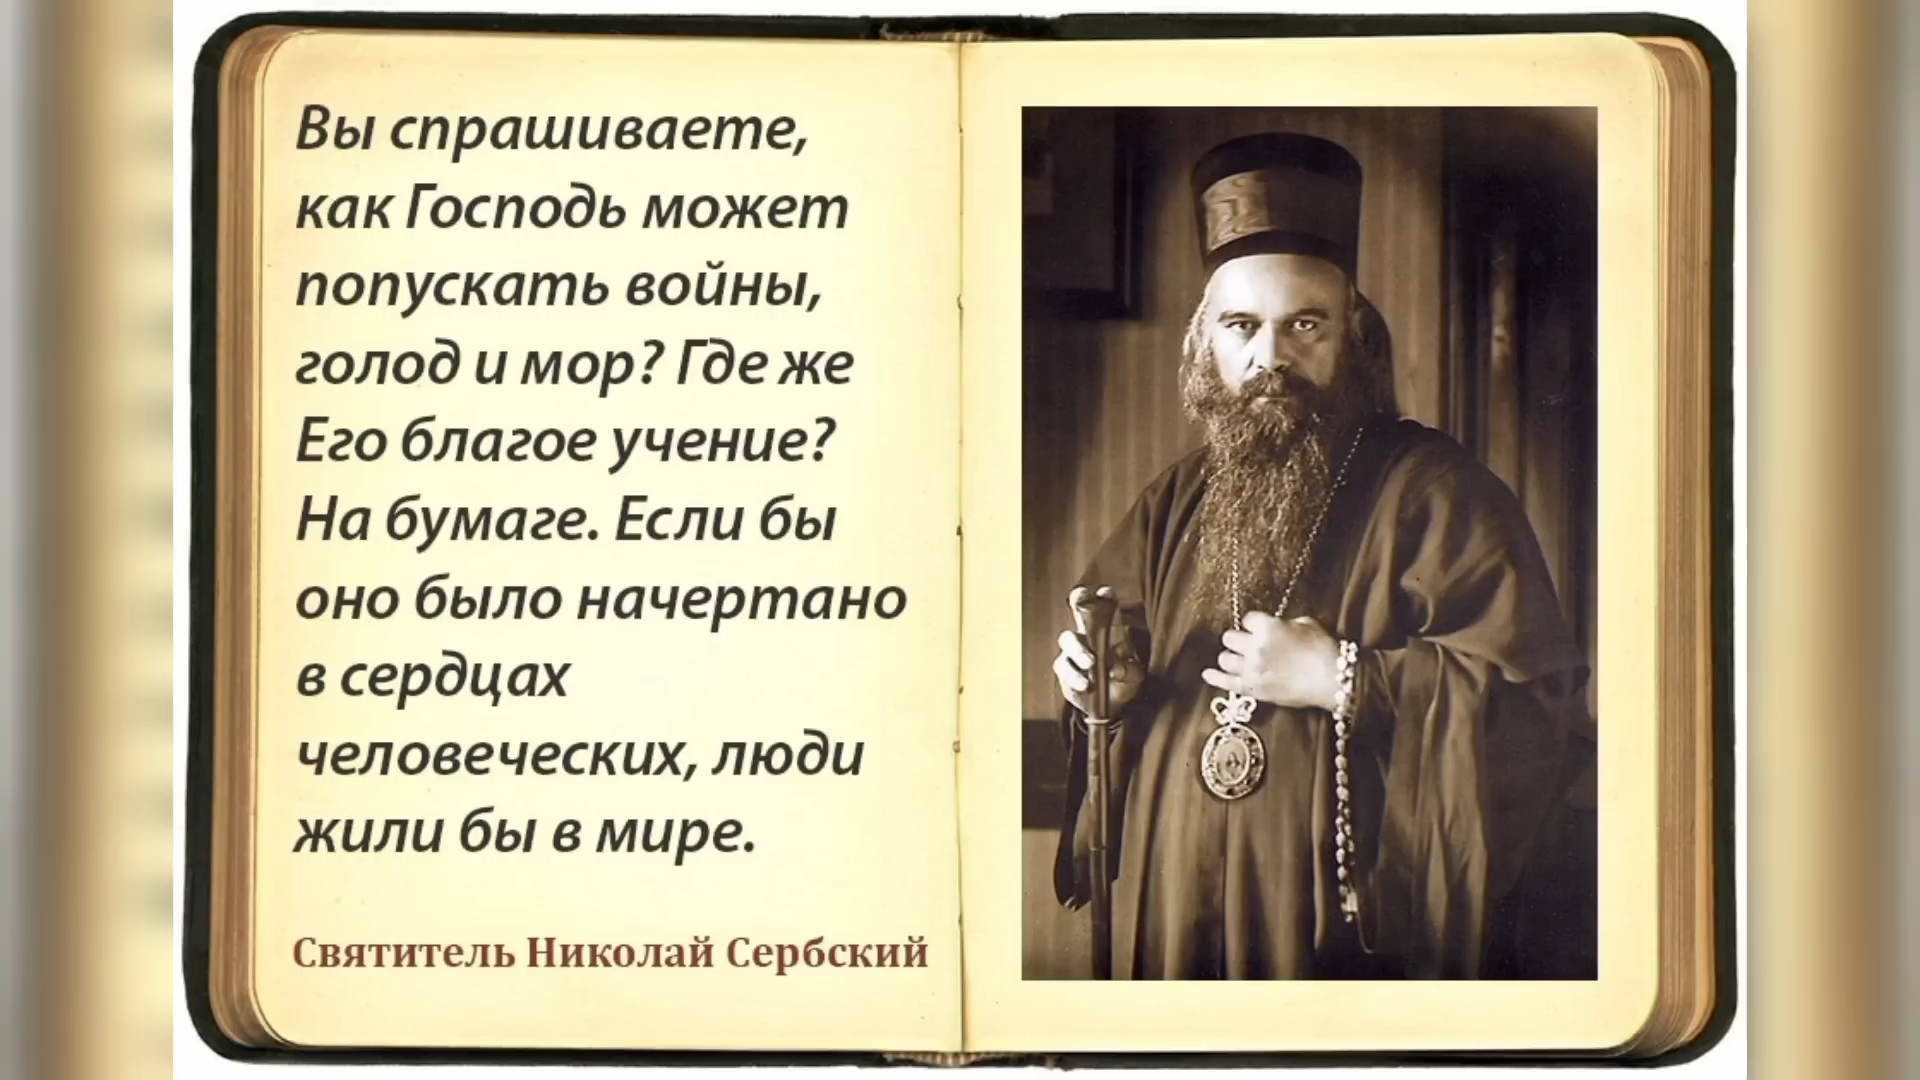 Вы спрашиваете,
как Господь может
попускать войны,
голод и мор? Где же
Его благое учение?
На бумаге. Если бы
оно было начертано
в сердцах
человеческих, люди
жили бы в мире.
Святитель Николай Сербский